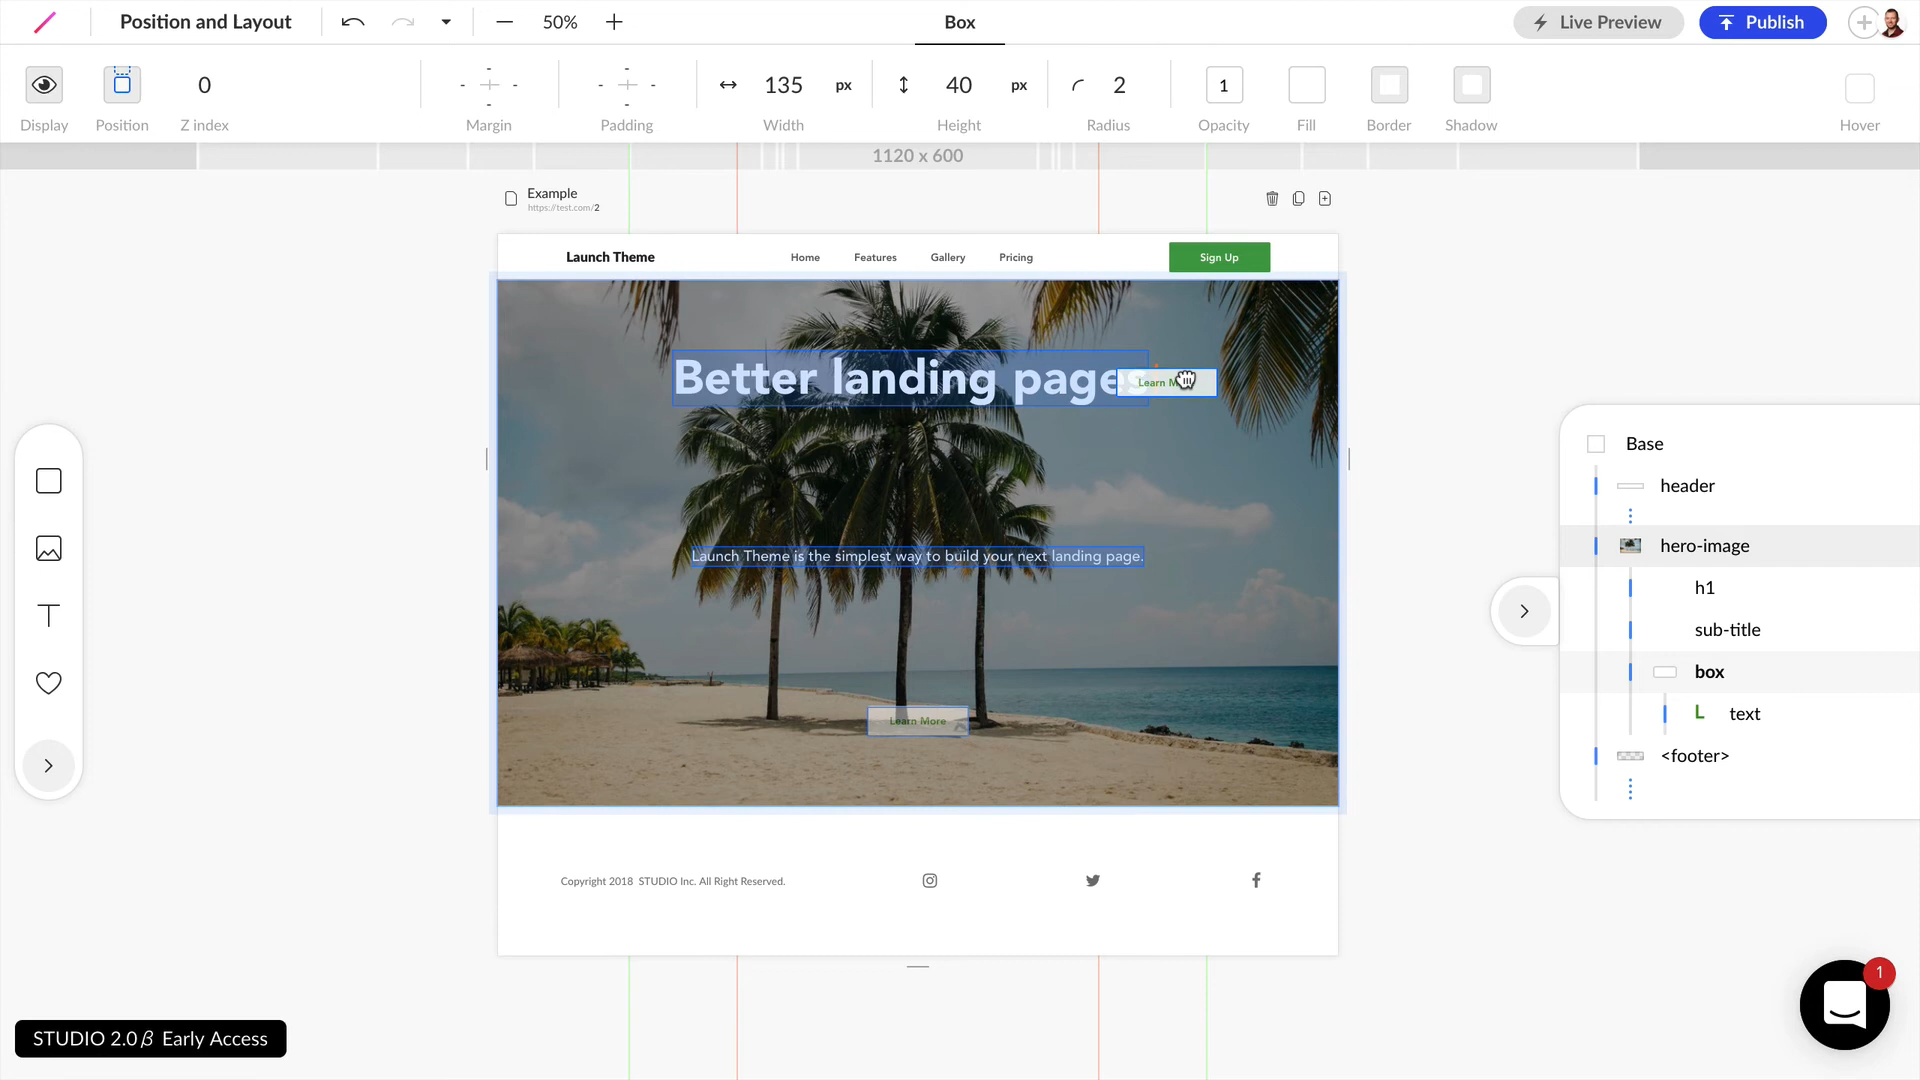 Position and Layout
50%
Box
Live Preview
Publish
0
135 px
40 px
2
1
Display
Position
Z index
Margin
Padding
Width
Height
Radius
Opacity
Fill
Border
Shadow
Hover
1120 x 600
Example
https://test.com/2
Launch Theme
Home
Features
Gallery
Pricing
Sign Up
Better landing pages
Learn M
Launch Theme is the simplest way to build your next landing page.
Learn More
Copyright 2018 STUDIO Inc. All Right Reserved.
Base
header
hero-image
h1
sub-title
box
L text
<footer>
1
STUDIO 2.0 β Early Access